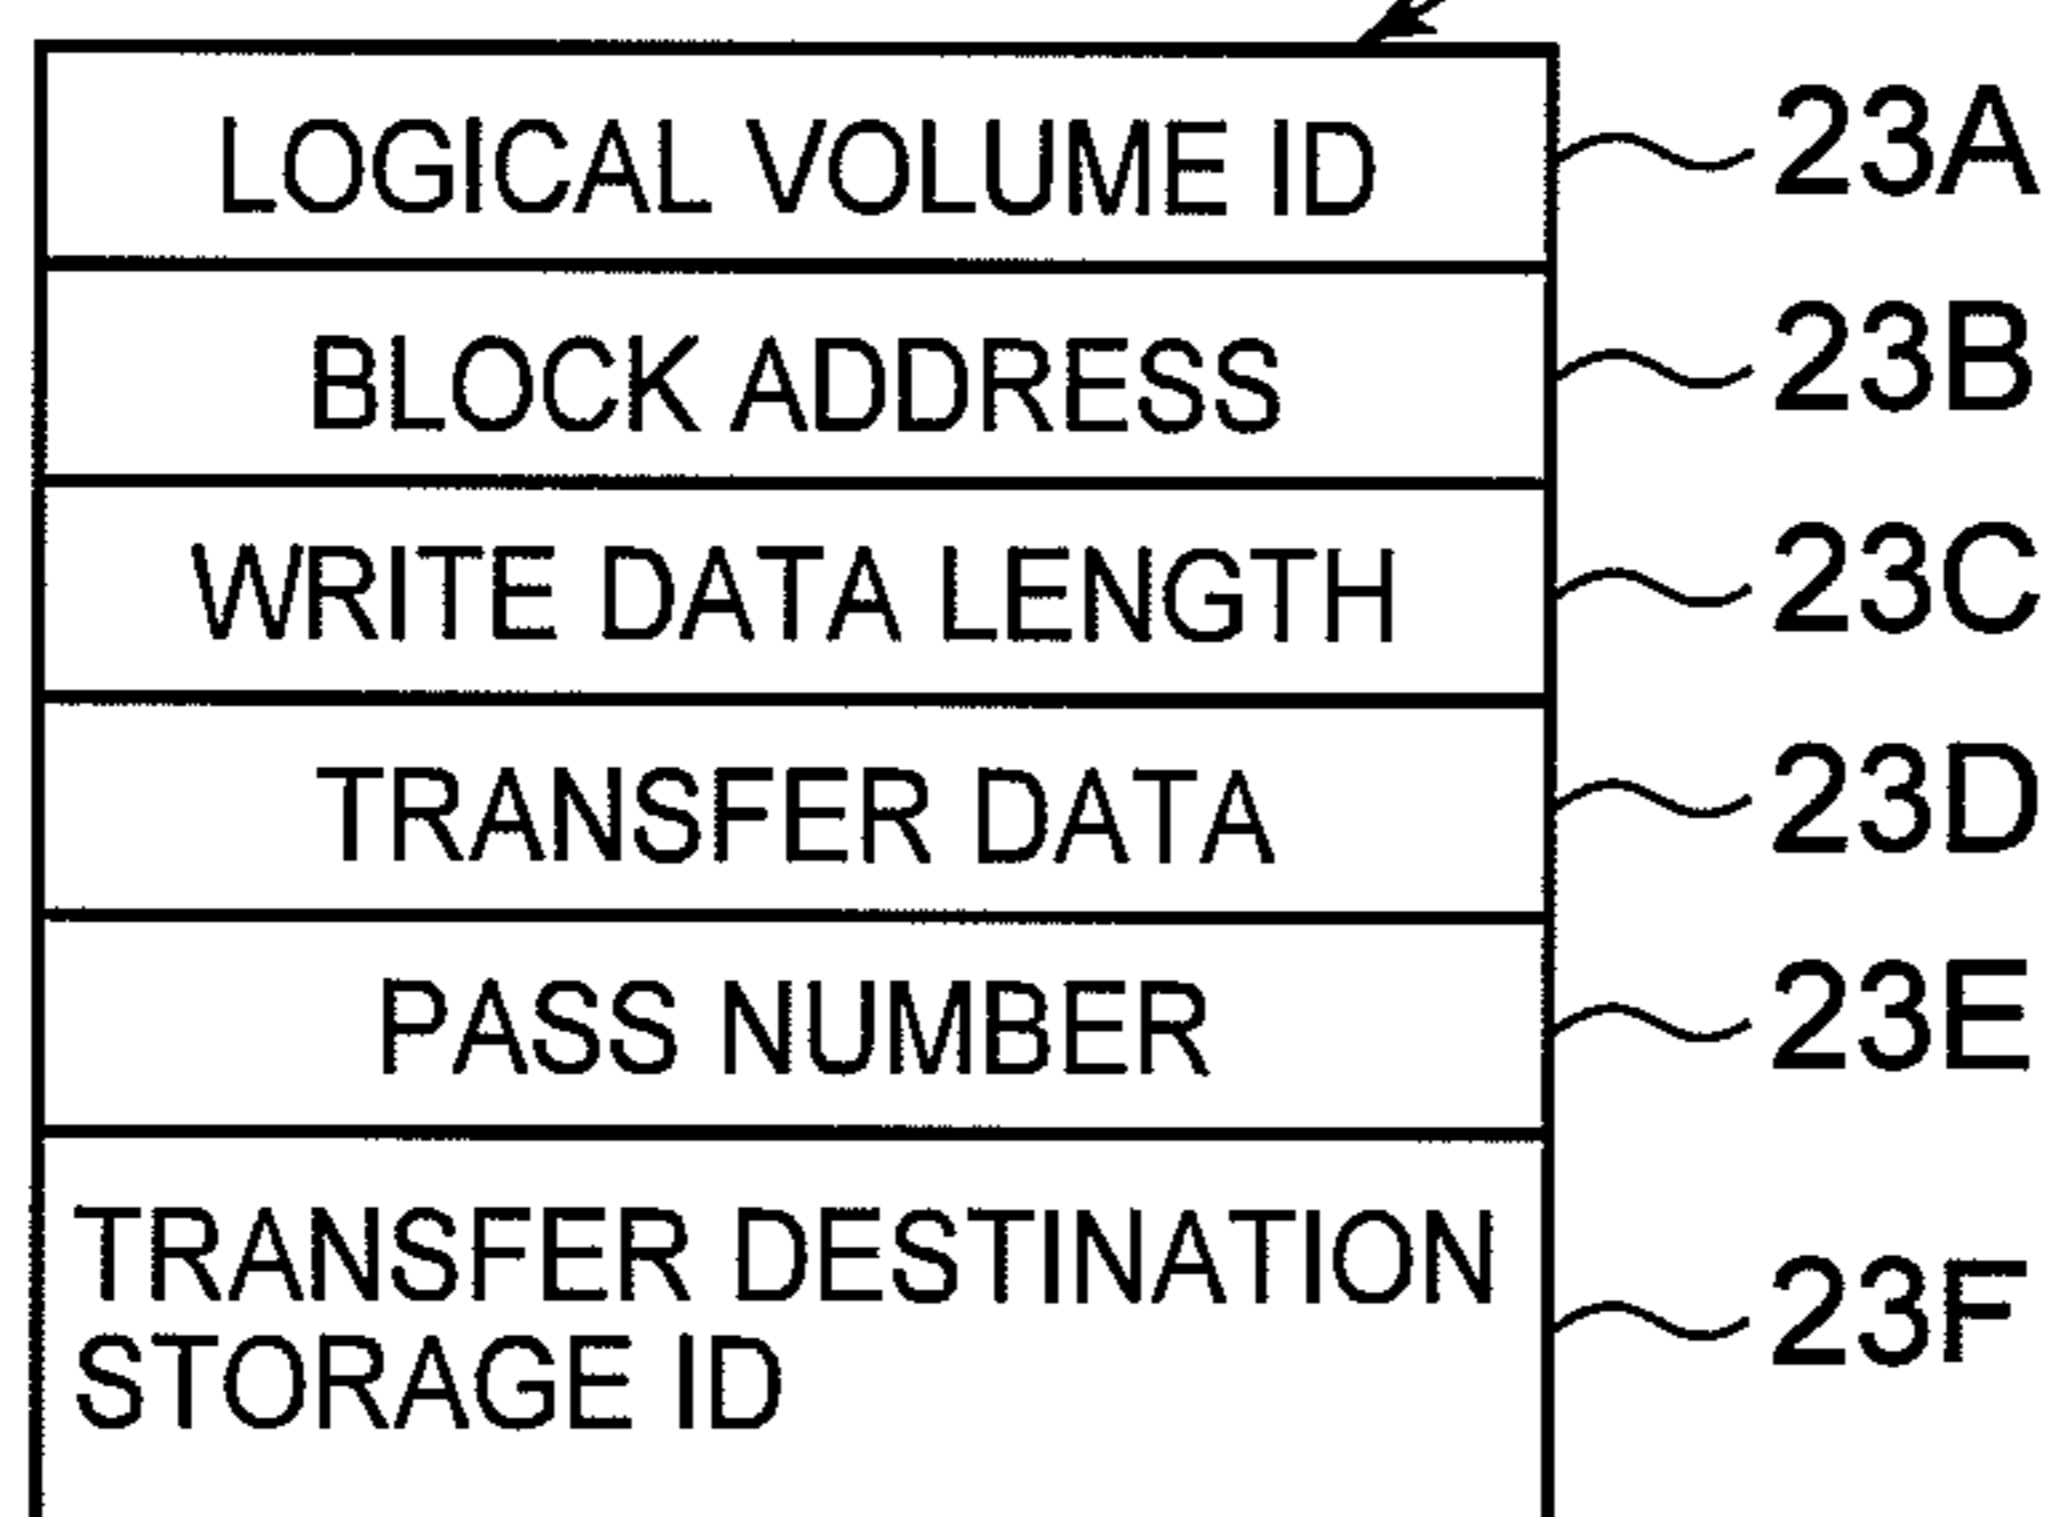 LOGICAL VOLUME ID 23A
BLOCK ADDRESS 23B
WRITE DATA LENGTH 23C
TRANSFER DATA 23D
PASS NUMBER 23E
TRANSFER DESTINATION
STORAGE ID
23F